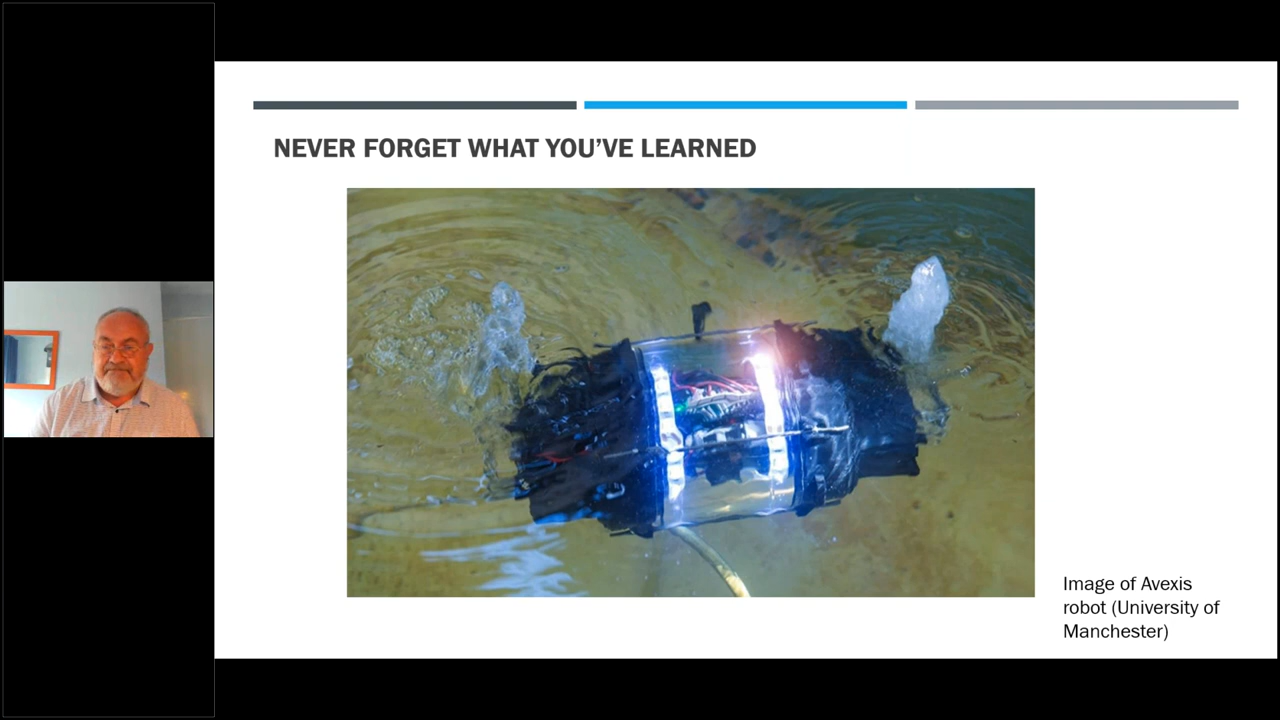 NEVER FORGET WHAT YOU’VE LEARNED
Image of Avexis
robot (University of
Manchester)